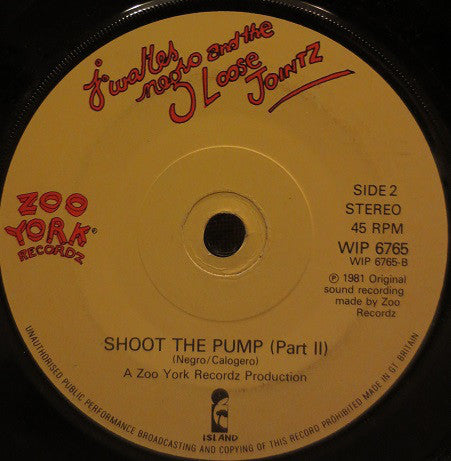 j. walter negro and the
Loose
JOINTZ
ZOO
YORK®
RECORDZ
SIDE 2
STEREO
45 RPM
WIP 6765
WIP 6765-B
℗ 1981 Original
sound recording
made by Zoo
Recordz
SHOOT THE PUMP (Part II)
(Negro/Calogero)
A Zoo York Recordz Production
ISLAND
UNAUTHORISED PUBLIC PERFORMANCE BROADCASTING AND COPYING OF THIS RECORD PROHIBITED MADE IN GT. BRITAIN